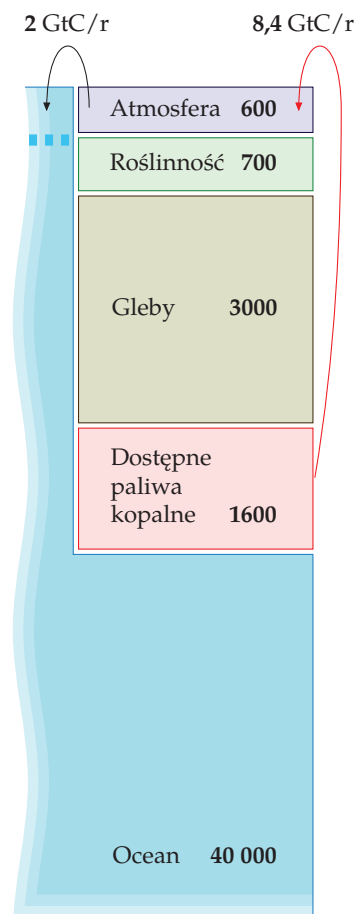 2 GtC/r
8,4 GtC/r
Atmosfera 600
Roślinność 700
Gleby 3000
Dostępne
paliwa
kopalne 1600
Ocean 40 000